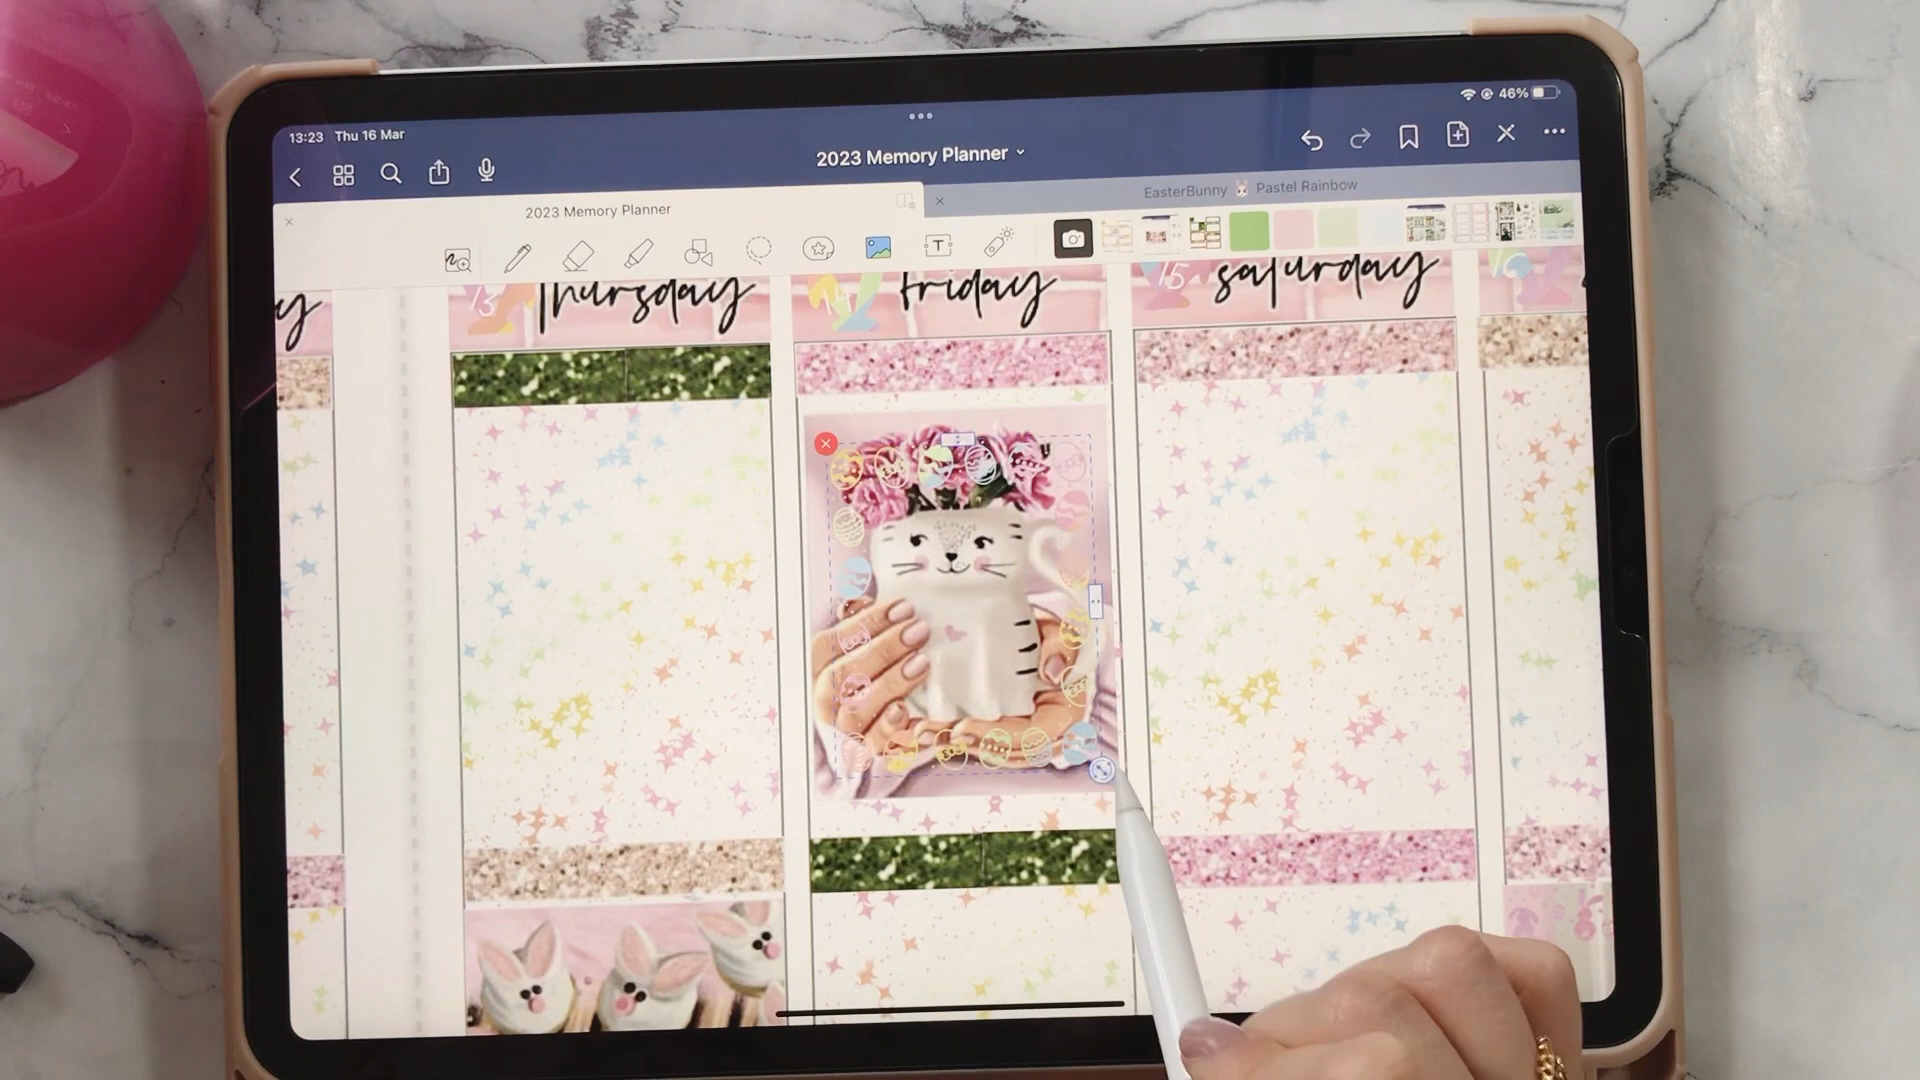 13:23 Thu 16 Mar
46%
2023 Memory Planner
EasterBunny 🐰 Pastel Rainbow
2023 Memory Planner
T
y
13 Thursday
14 friday
15 saturday
16